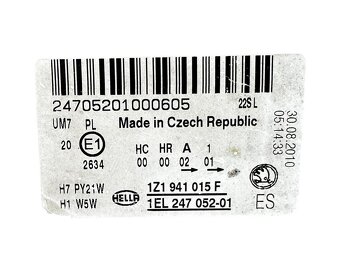 24705201000605 22SL
UM7 PL Made in Czech Republic
20 E1 HC HR A 1
2634 00 00 02 01
H7 PY21W 1Z1 941 015 F
H1 W5W HELLA 1EL 247 052-01 ES
30.08.2010
05:14:33